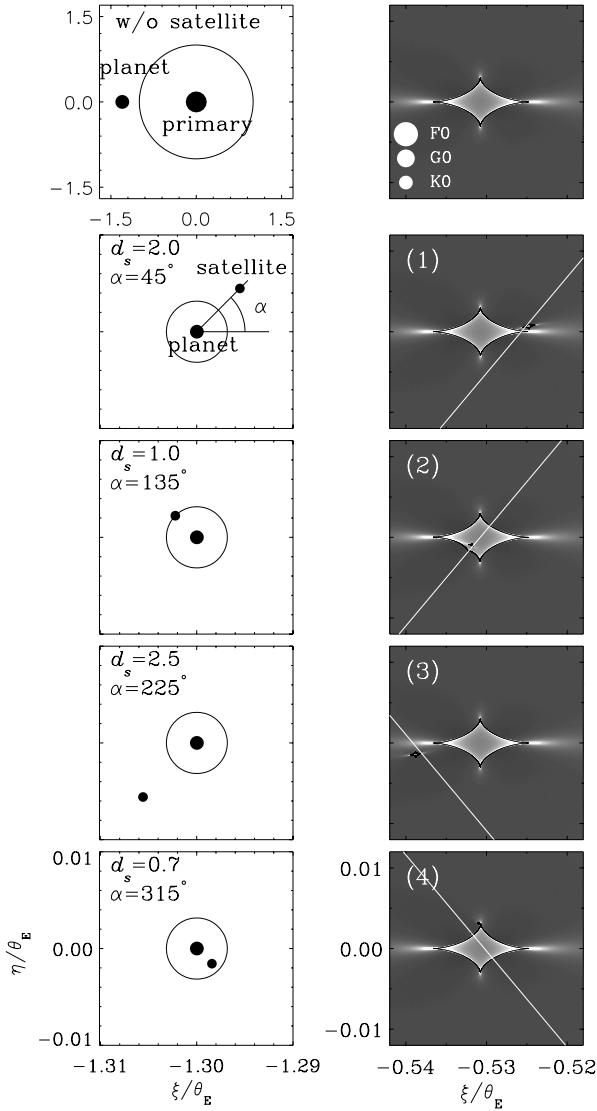 w/o satellite
planet
primary
1.5
0.0
−1.5
−1.5 0.0 1.5
F0
G0
K0
d_s=2.0
α=45°
satellite
α
planet
(1)
d_s=1.0
α=135°
(2)
d_s=2.5
α=225°
(3)
d_s=0.7
α=315°
(4)
0.01
0.00
−0.01
η/θ_E
−1.31 −1.30 −1.29
ξ/θ_E
0.01
0.00
−0.01
−0.54 −0.53 −0.52
ξ/θ_E